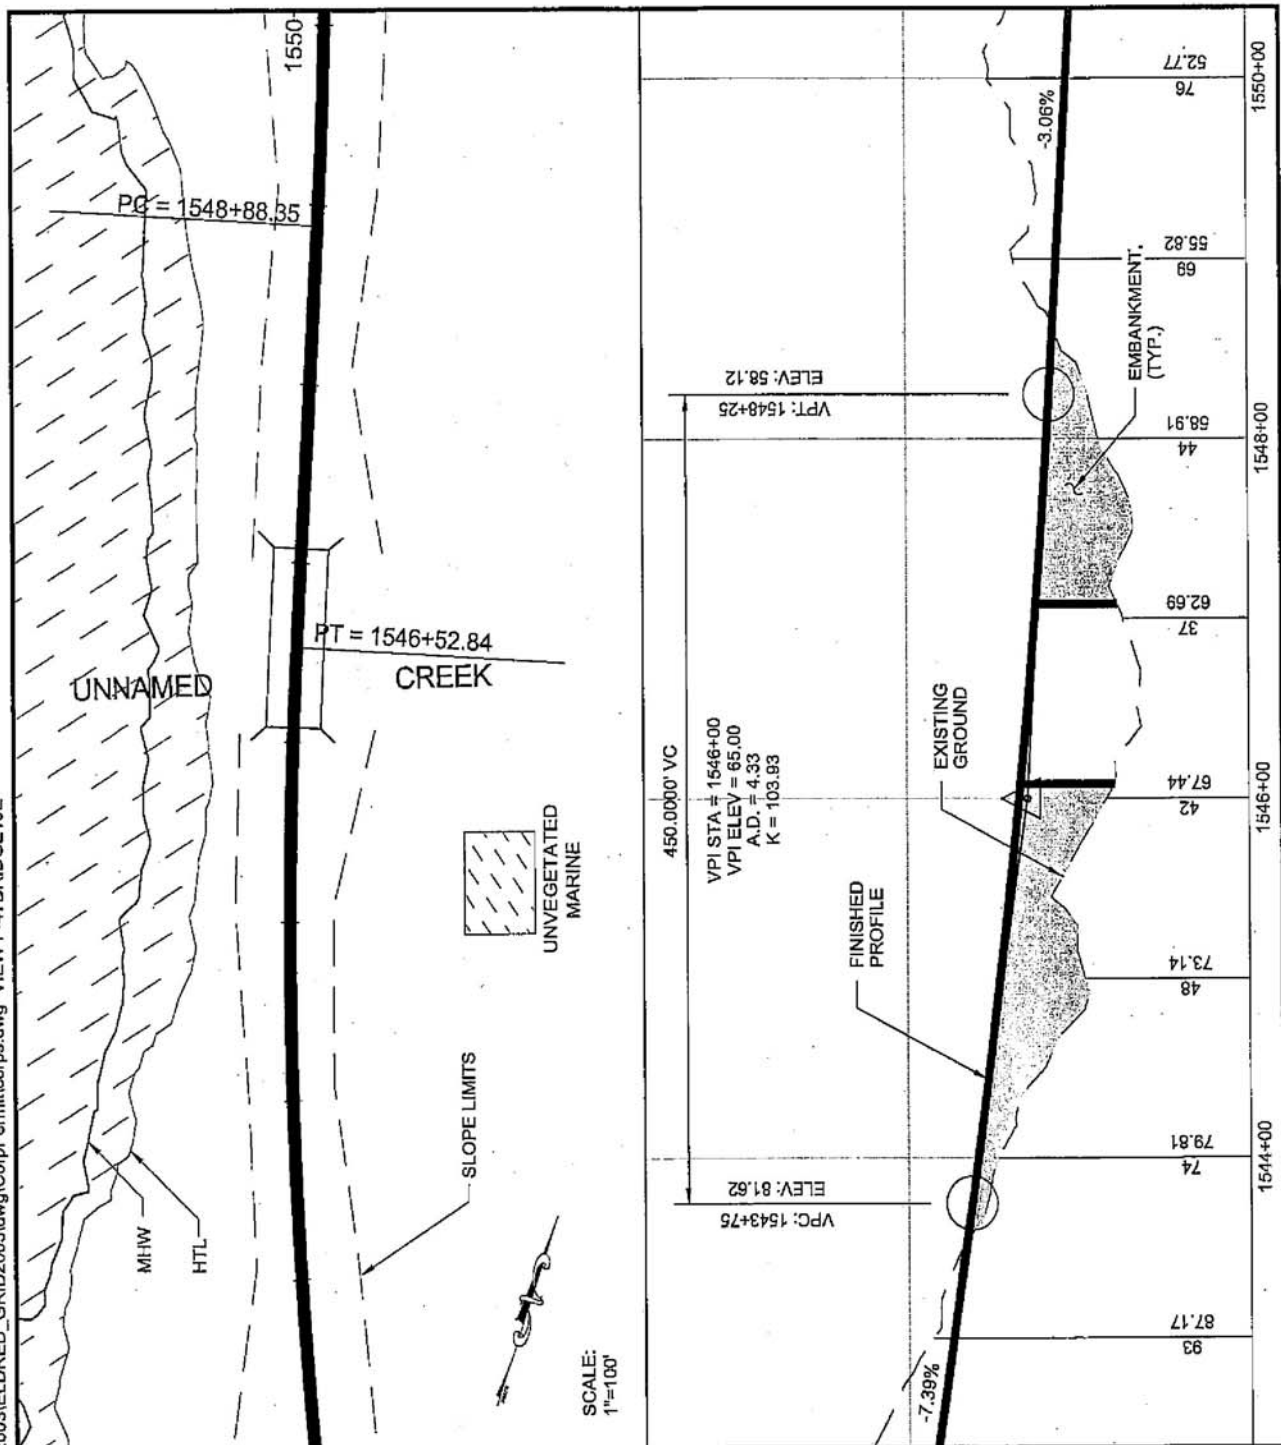 1550
PC = 1548+88.35
PT = 1546+52.84
UNNAMED
CREEK
UNVEGETATED
MARINE
MHW
HTL
SLOPE LIMITS
SCALE:
1"=100'
450.0000' VC
VPI STA = 1546+00
VPI ELEV = 65.00
A.D. = 4.33
K = 103.93
VPT: 1548+25
ELEV: 58.12
VPC: 1543+75
ELEV: 81.62
FINISHED
PROFILE
EXISTING
GROUND
EMBANKMENT.
(TYP.)
-3.06%
-7.39%
52.77
76
55.82
69
58.91
44
62.69
37
67.44
42
73.14
48
79.81
74
87.17
93
1550+00
1548+00
1546+00
1544+00